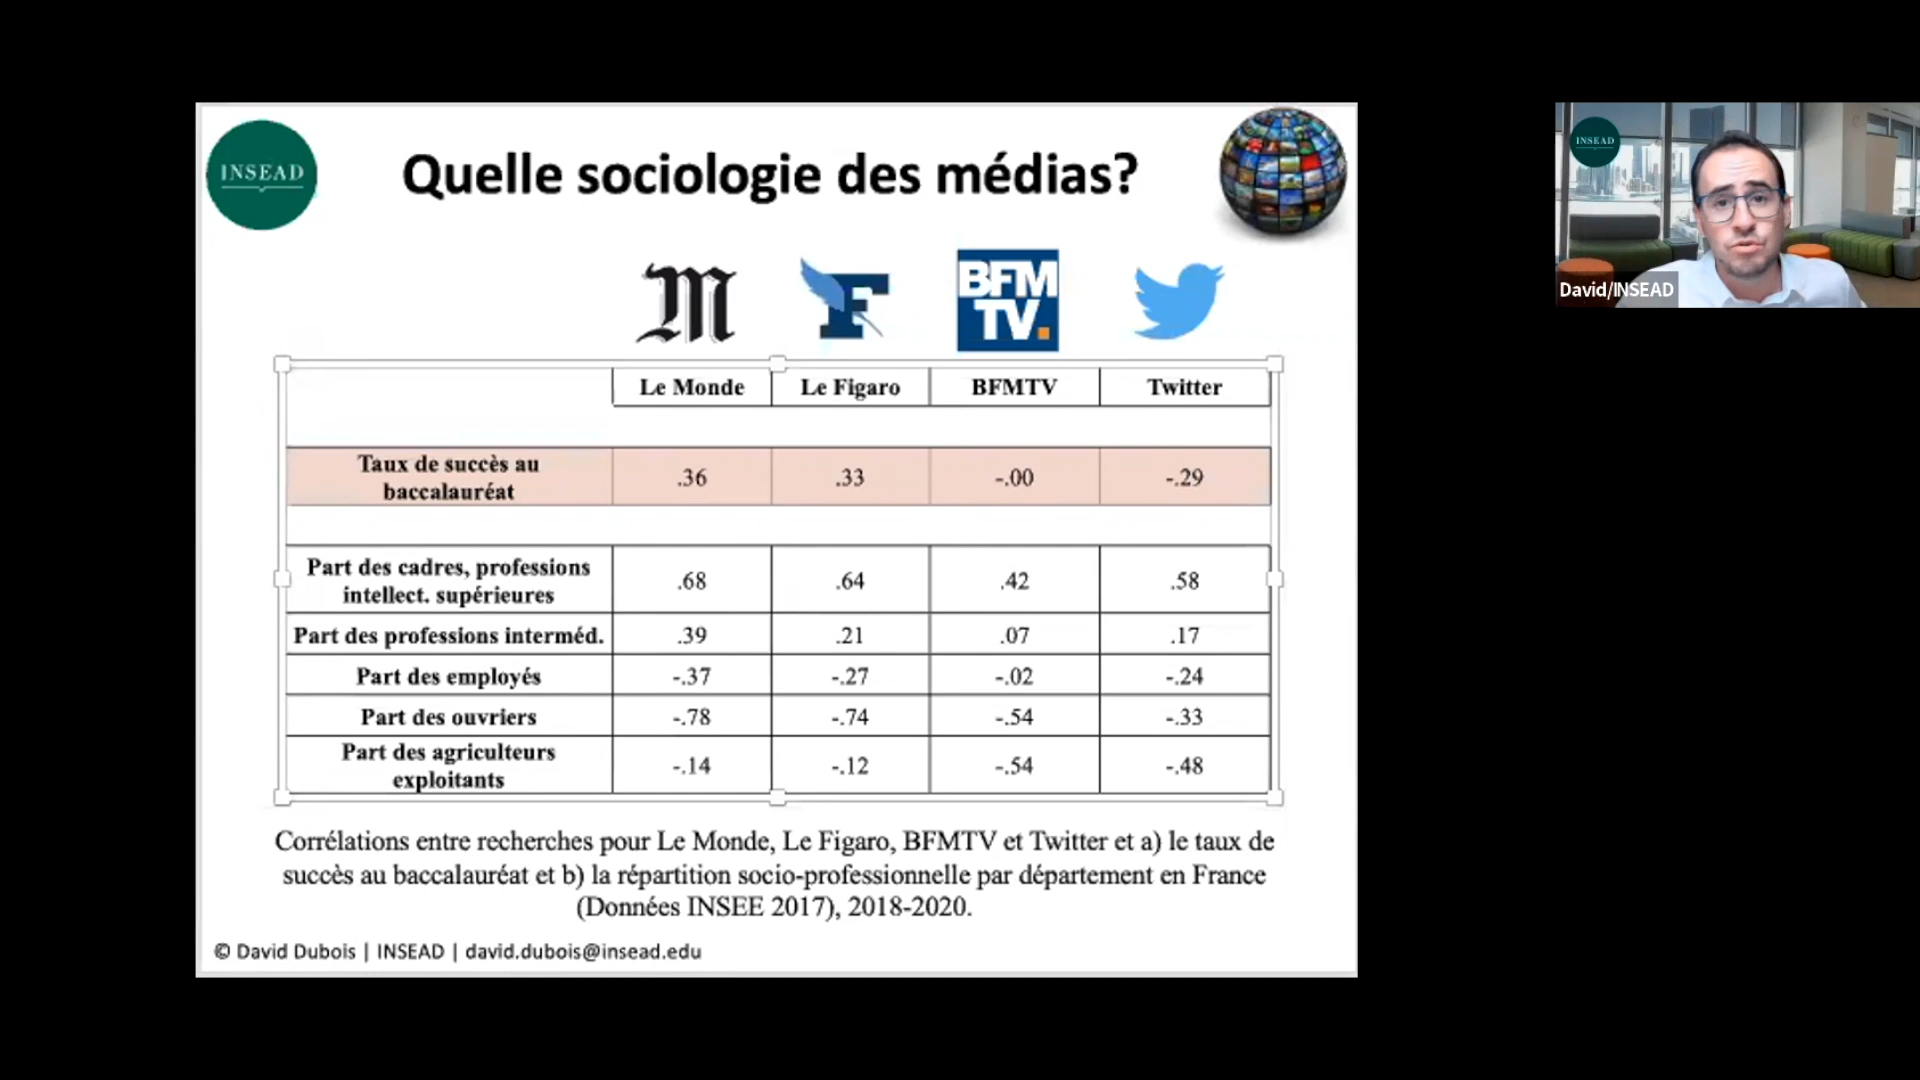 INSEAD
Quelle sociologie des médias?
M
F
BFM
TV.
Le Monde Le Figaro BFMTV Twitter
Taux de succès au
baccalauréat
.36 .33 -.00 -.29
Part des cadres, professions
intellect. supérieures
.68 .64 .42 .58
Part des professions interméd. .39 .21 .07 .17
Part des employés -.37 -.27 -.02 -.24
Part des ouvriers -.78 -.74 -.54 -.33
Part des agriculteurs
exploitants
-.14 -.12 -.54 -.48
Corrélations entre recherches pour Le Monde, Le Figaro, BFMTV et Twitter et a) le taux de
succès au baccalauréat et b) la répartition socio-professionnelle par département en France
(Données INSEE 2017), 2018-2020.
© David Dubois | INSEAD | david.dubois@insead.edu
INSEAD
David/INSEAD